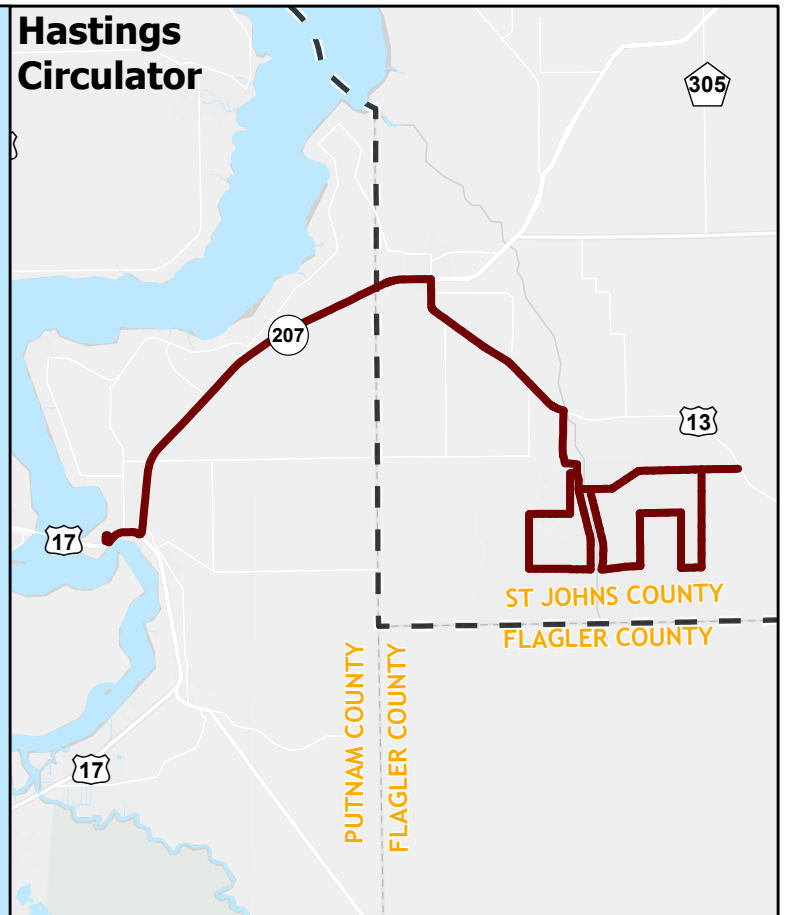 Hastings
Circulator
305
207
13
17
ST JOHNS COUNTY
FLAGLER COUNTY
PUTNAM COUNTY
FLAGLER COUNTY
17